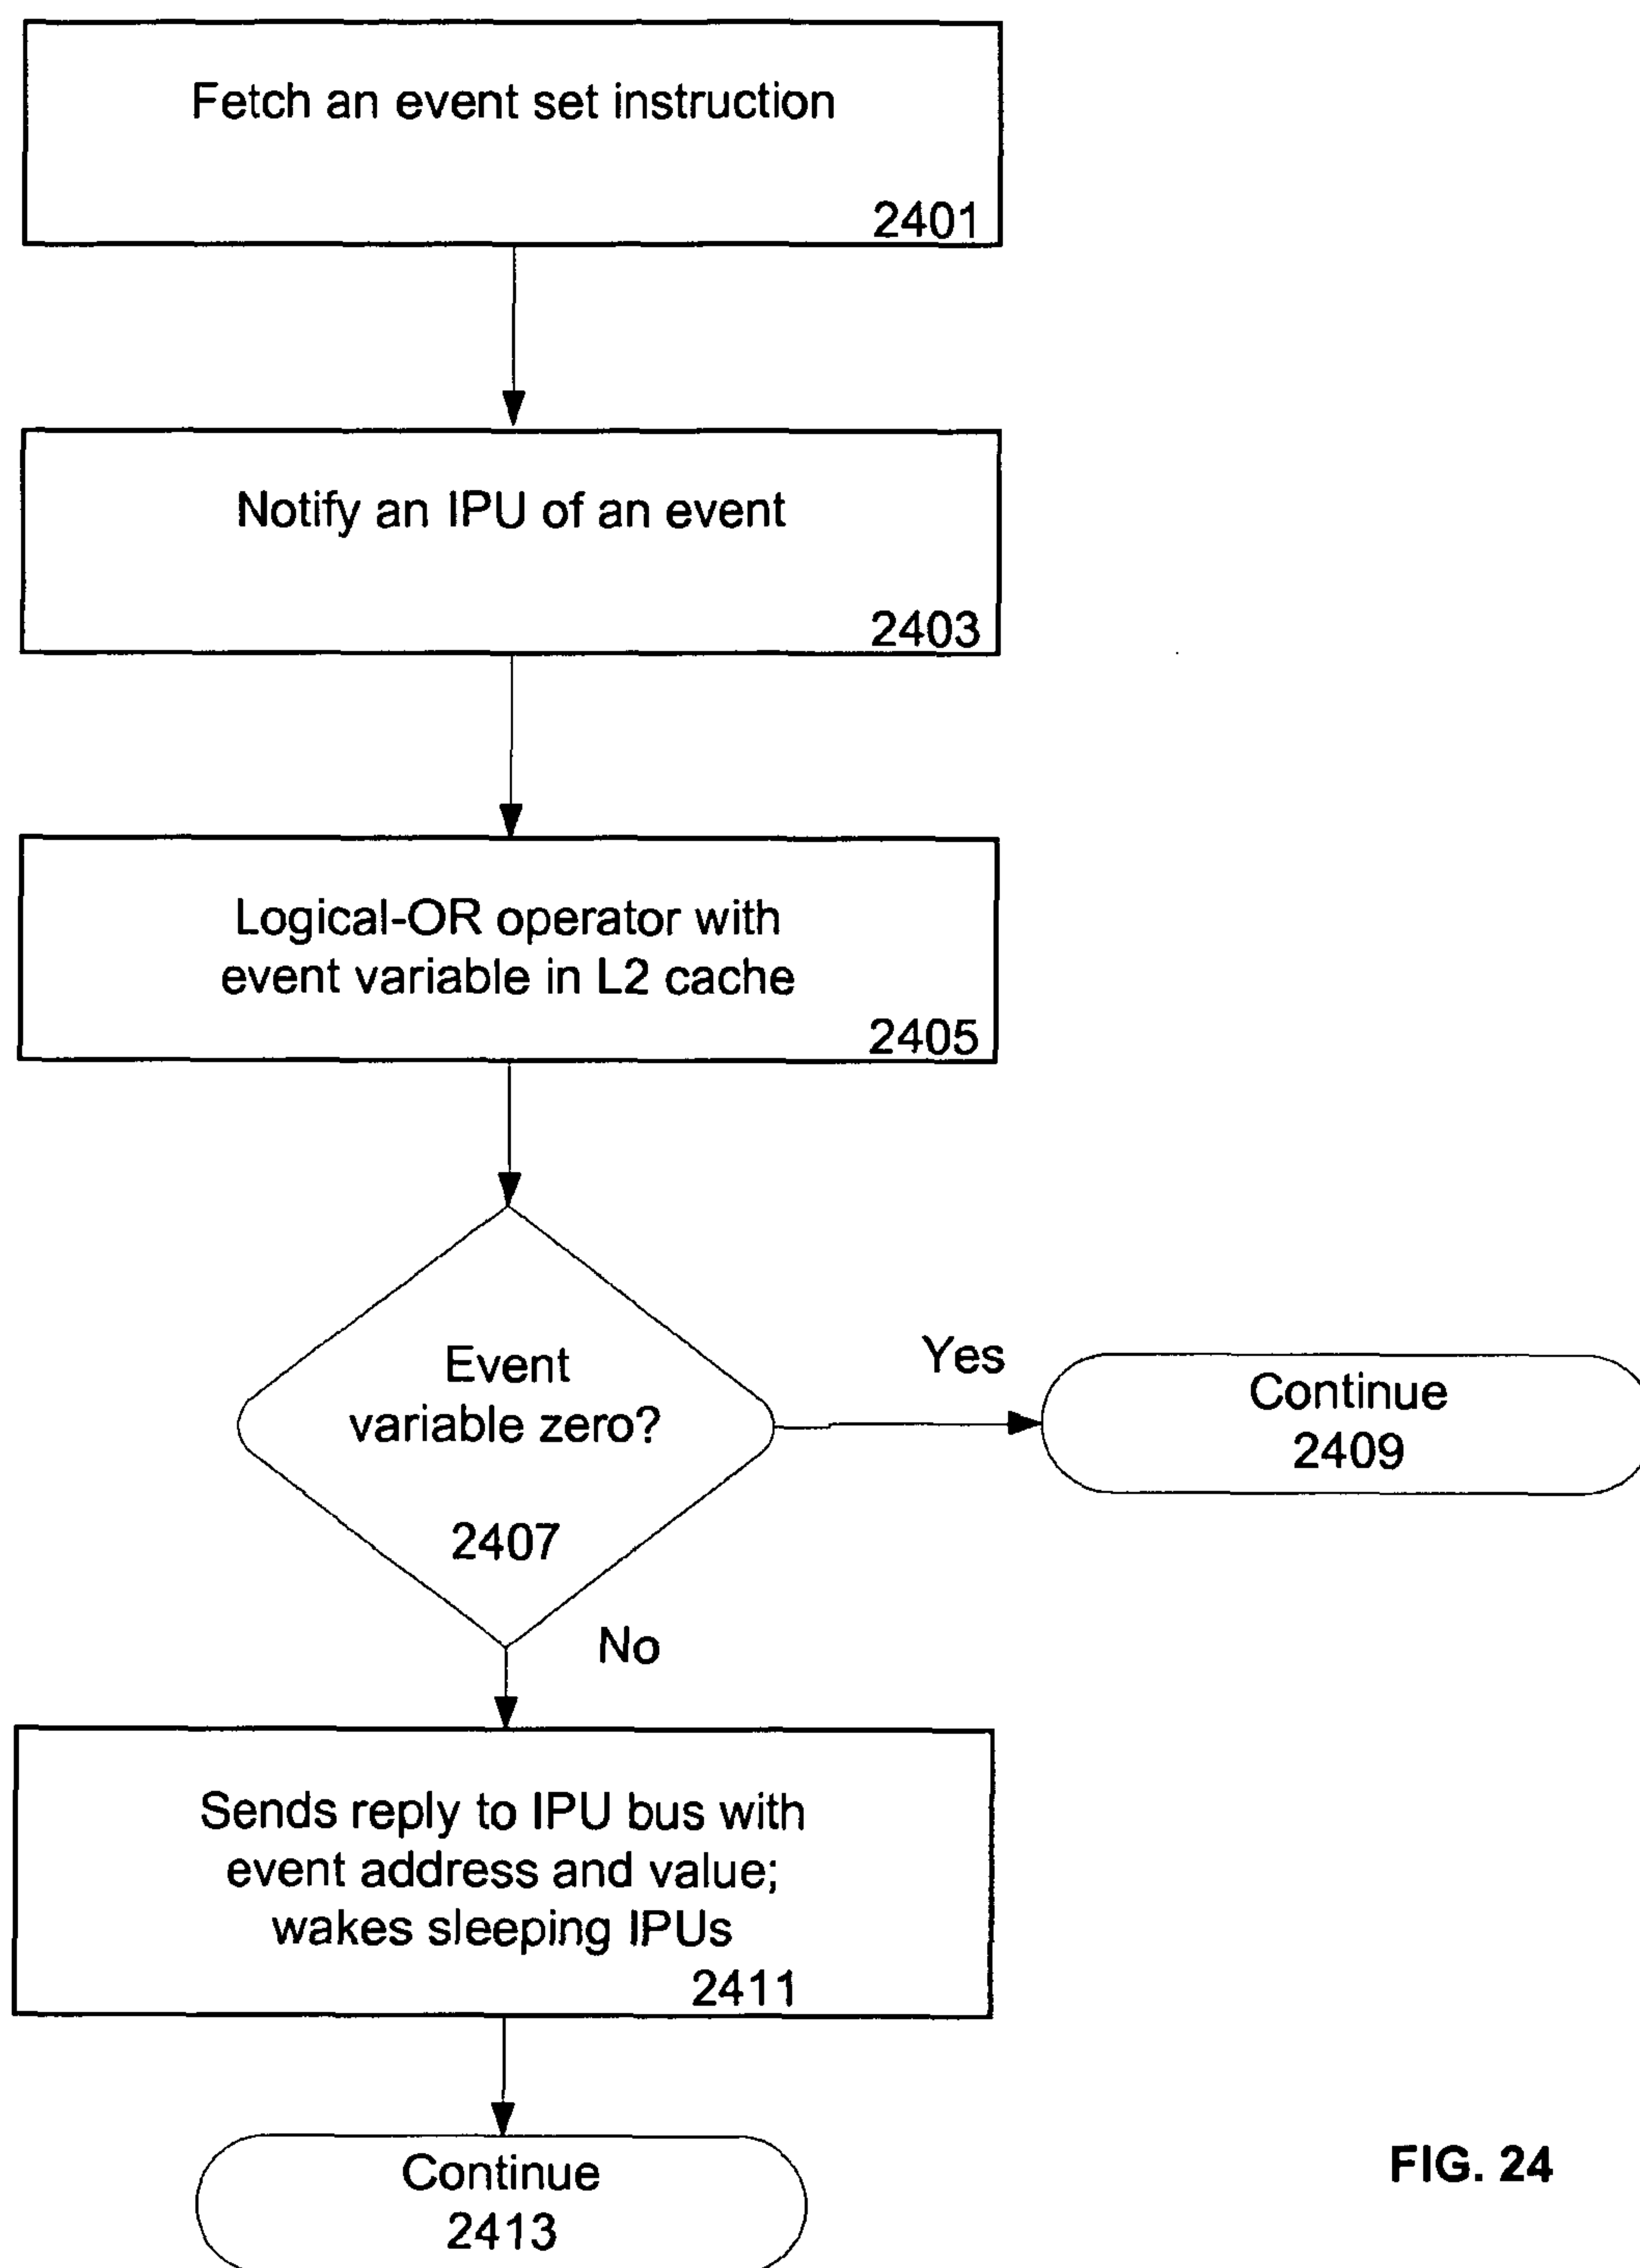 Fetch an event set instruction
2401
Notify an IPU of an event
2403
Logical-OR operator with
event variable in L2 cache
2405
Event
variable zero?
2407
Yes
Continue
2409
No
Sends reply to IPU bus with
event address and value;
wakes sleeping IPUs
2411
Continue
2413
FIG. 24